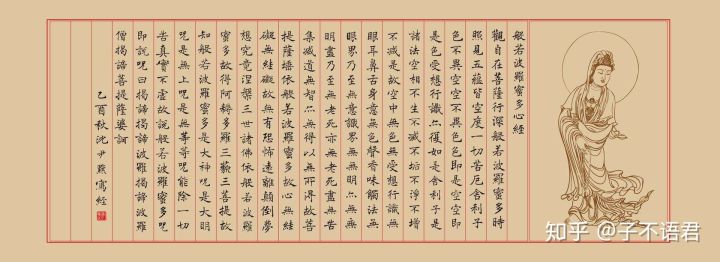 般若波羅蜜多心經
觀自在菩薩行深般若波羅蜜多時
照見五蘊皆空度一切苦厄舍利子
色不異空空不異色色即是空空即
是色受想行識亦復如是舍利子是
諸法空相不生不滅不垢不淨不增
不減是故空中無色無受想行識無
眼耳鼻舌身意無色聲香味觸法無
眼界乃至無意識界無無明亦無無
明盡乃至無老死亦無老死盡無苦
集滅道無智亦無得以無所得故菩
提薩埵依般若波羅蜜多故心無罣
礙無罣礙故無有恐怖遠離顛倒夢
想究竟涅槃三世諸佛依般若波羅
蜜多故得阿耨多羅三藐三菩提故
知般若波羅蜜多是大神咒是大明
咒是無上咒是無等等咒能除一切
苦真實不虛故說般若波羅蜜多咒
即說咒曰揭諦揭諦波羅揭諦波羅
僧揭諦菩提薩婆訶
乙酉秋沈尹默寫經
知乎 @子不语君